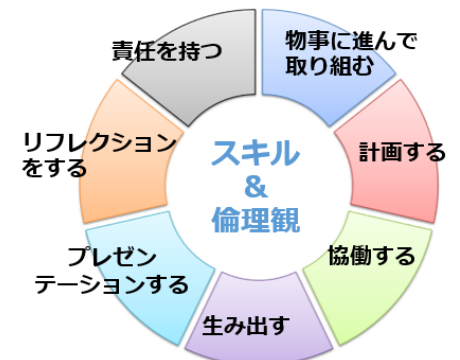 物事に進んで
取り組む
計画する
協働する
生み出す
プレゼン
テーションする
リフレクション
をする
責任を持つ
スキル
&
倫理観